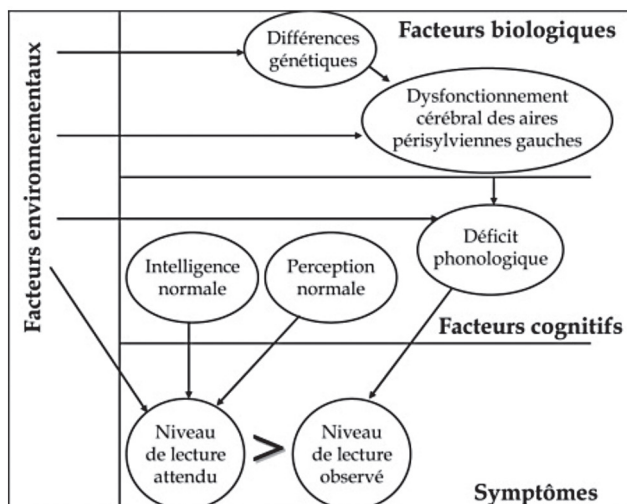 Facteurs environnementaux
Facteurs biologiques
Différences
génétiques
Dysfonctionnement
cérébral des aires
périsylviennes gauches
Déficit
phonologique
Intelligence
normale
Perception
normale
Facteurs cognitifs
Niveau
de lecture
attendu
>
Niveau
de lecture
observé
Symptômes